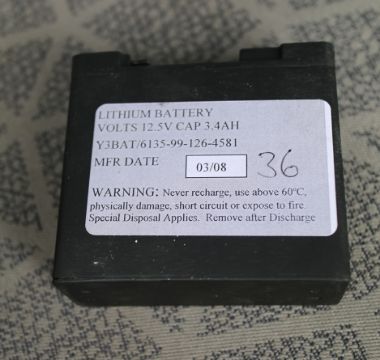 LITHIUM BATTERY
VOLTS 12.5V CAP 3.4AH
Y3BAT/6135-99-126-4581
MFR DATE 03/08 36
WARNING: Never recharge, use above 60°C,
physically damage, short circuit or expose to fire
Special Disposal Applies. Remove after Discharge